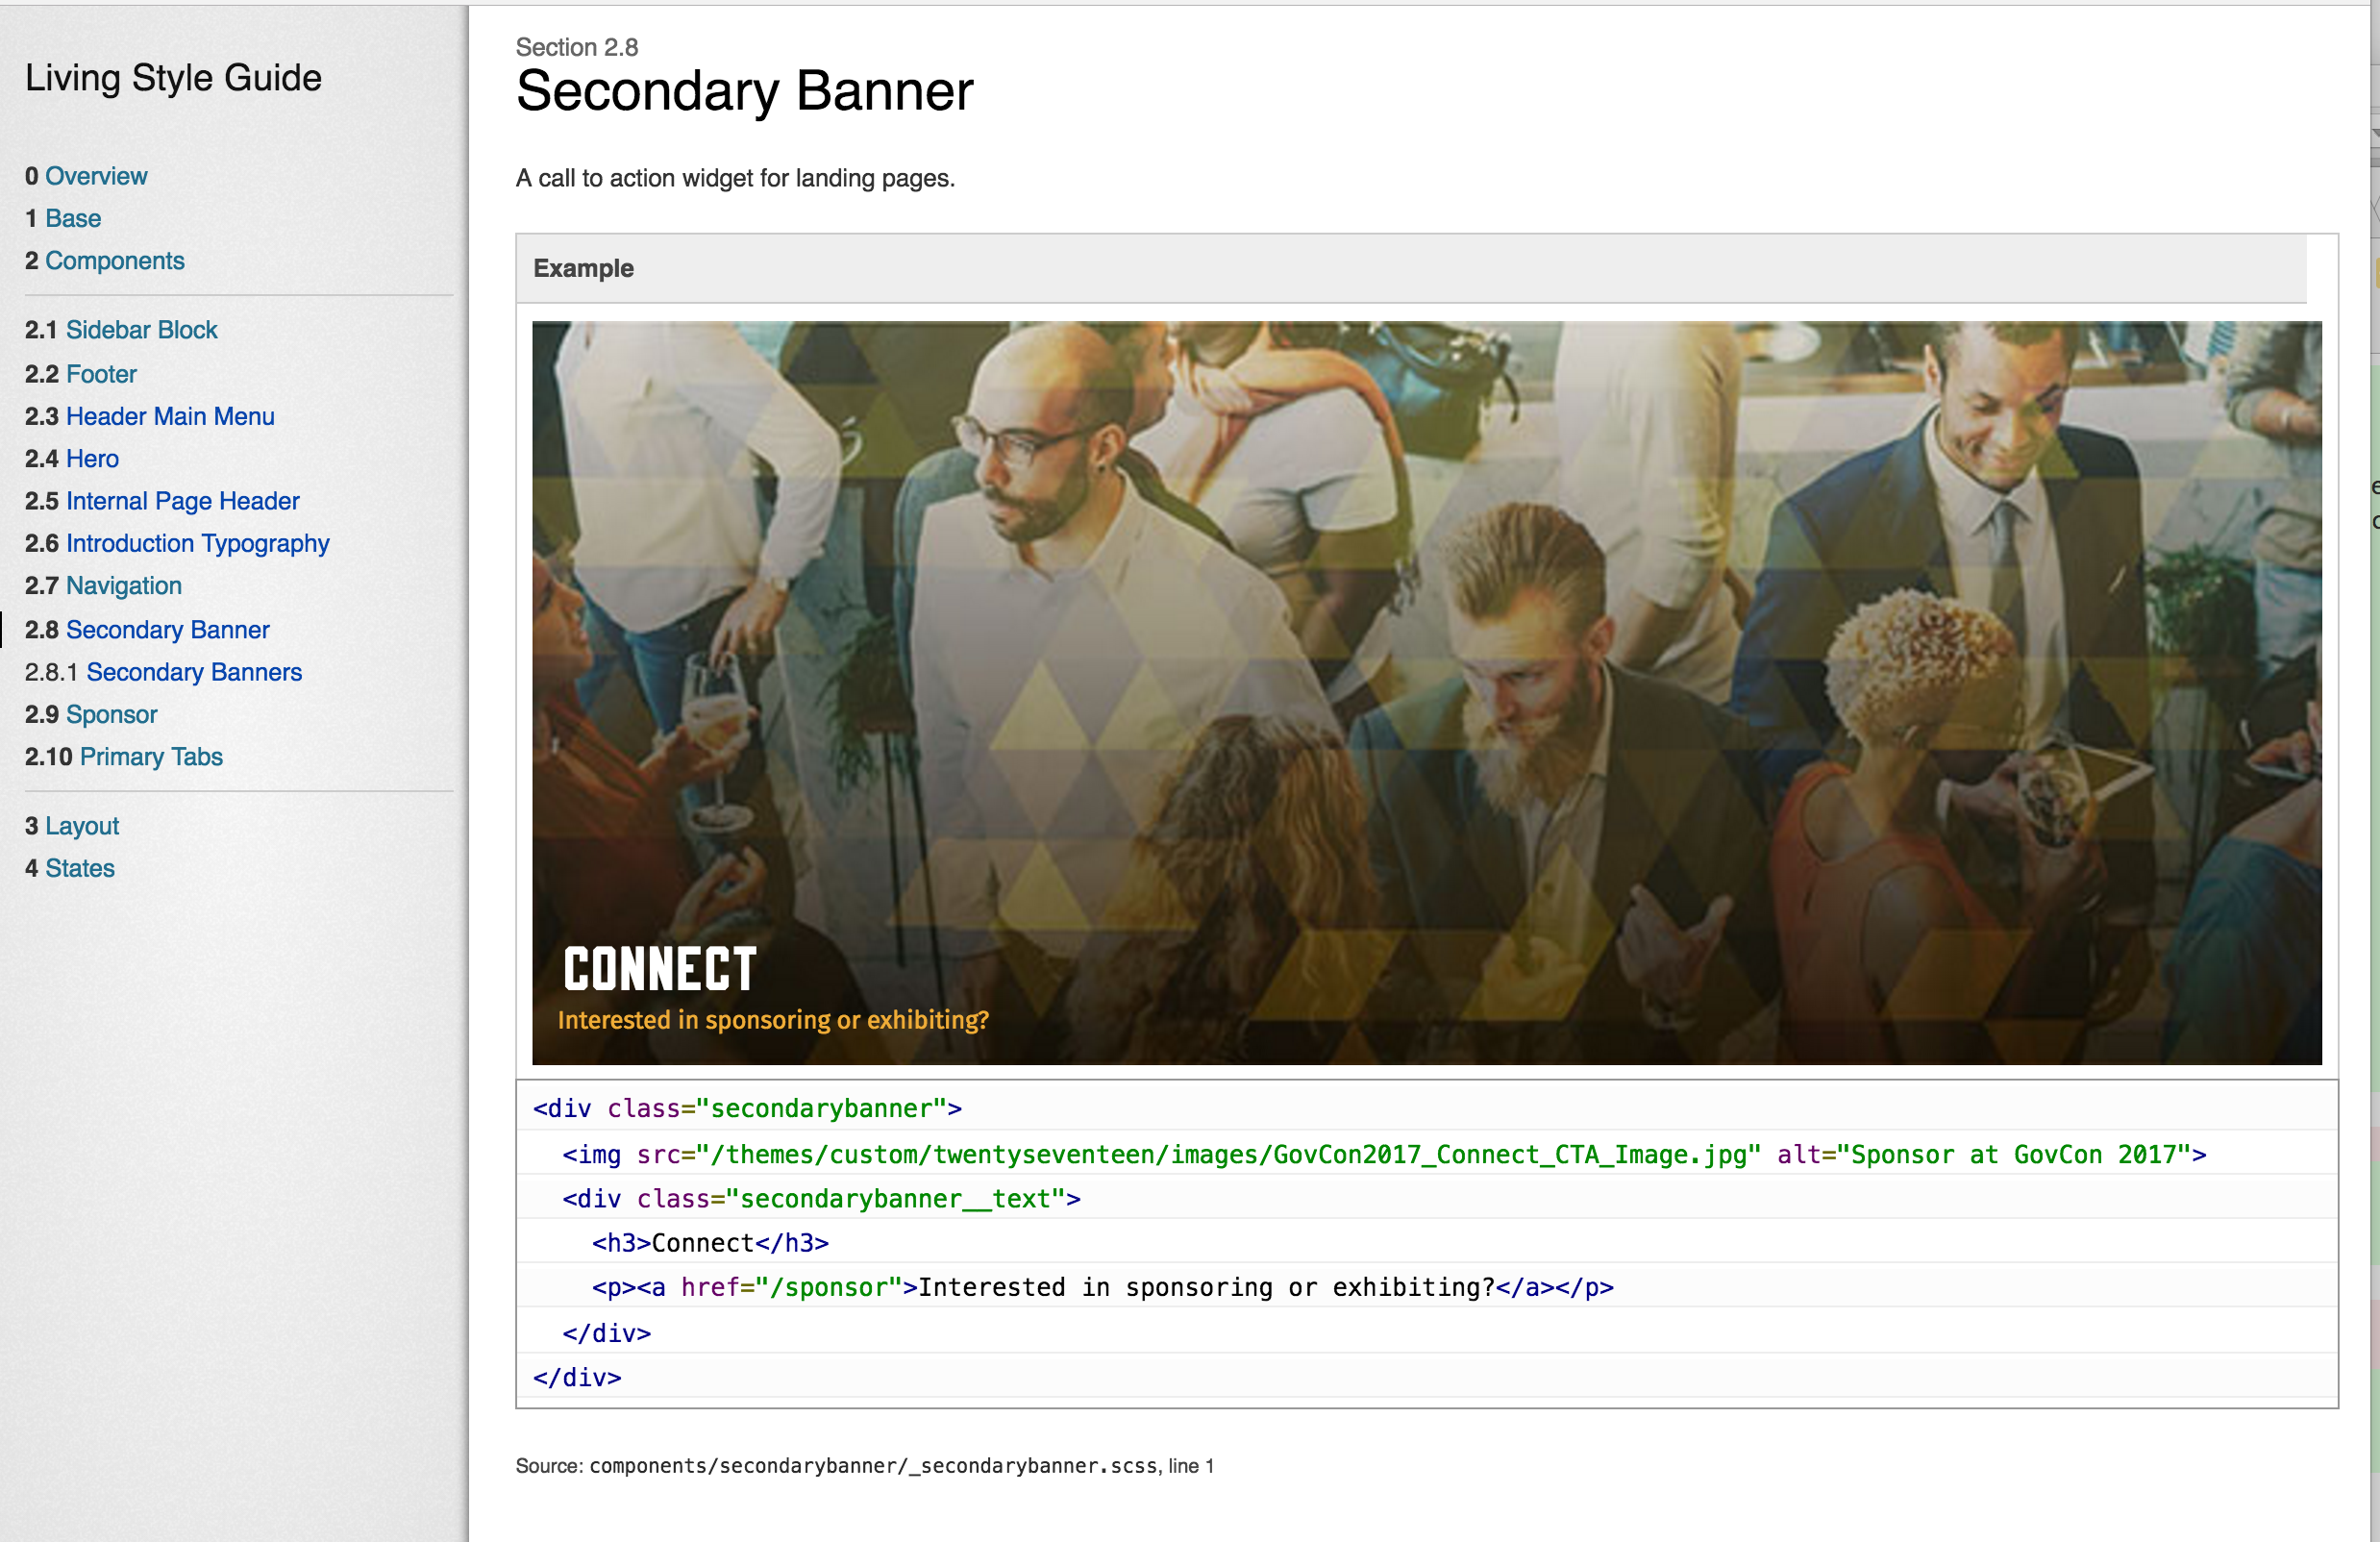 Living Style Guide
0 Overview
1 Base
2 Components
2.1 Sidebar Block
2.2 Footer
2.3 Header Main Menu
2.4 Hero
2.5 Internal Page Header
2.6 Introduction Typography
2.7 Navigation
2.8 Secondary Banner
2.8.1 Secondary Banners
2.9 Sponsor
2.10 Primary Tabs
3 Layout
4 States
Section 2.8
Secondary Banner
A call to action widget for landing pages.
Example
CONNECT
Interested in sponsoring or exhibiting?
<div class="secondarybanner">
<img src="/themes/custom/twentyseventeen/images/GovCon2017_Connect_CTA_Image.jpg" alt="Sponsor at GovCon 2017">
<div class="secondarybanner__text">
<h3>Connect</h3>
<p><a href="/sponsor">Interested in sponsoring or exhibiting?</a></p>
</div>
</div>
Source: components/secondarybanner/_secondarybanner.scss, line 1